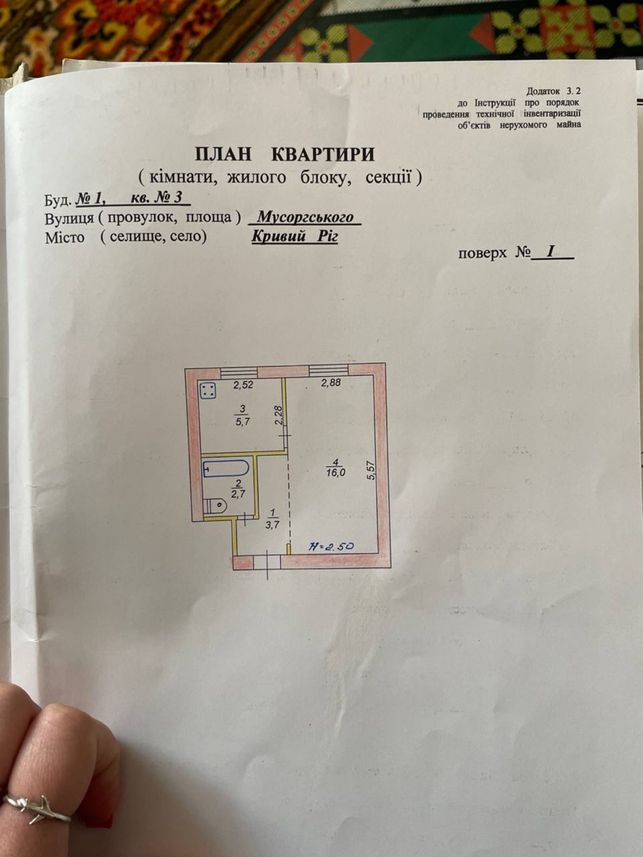 Додаток 3.2
до Інструкції про порядок
проведення технічної інвентаризації
об'єктів нерухомого майна
ПЛАН КВАРТИРИ
( кімнати, жилого блоку, секції )
Буд. № 1, кв. № 3
Вулиця ( провулок, площа ) Мусоргського
Місто ( селище, село) Кривий Ріг
поверх № I
2,52
2,88
3
5,7
2,28
4
16,0
5,57
2
2,7
1
3,7
H=2.50